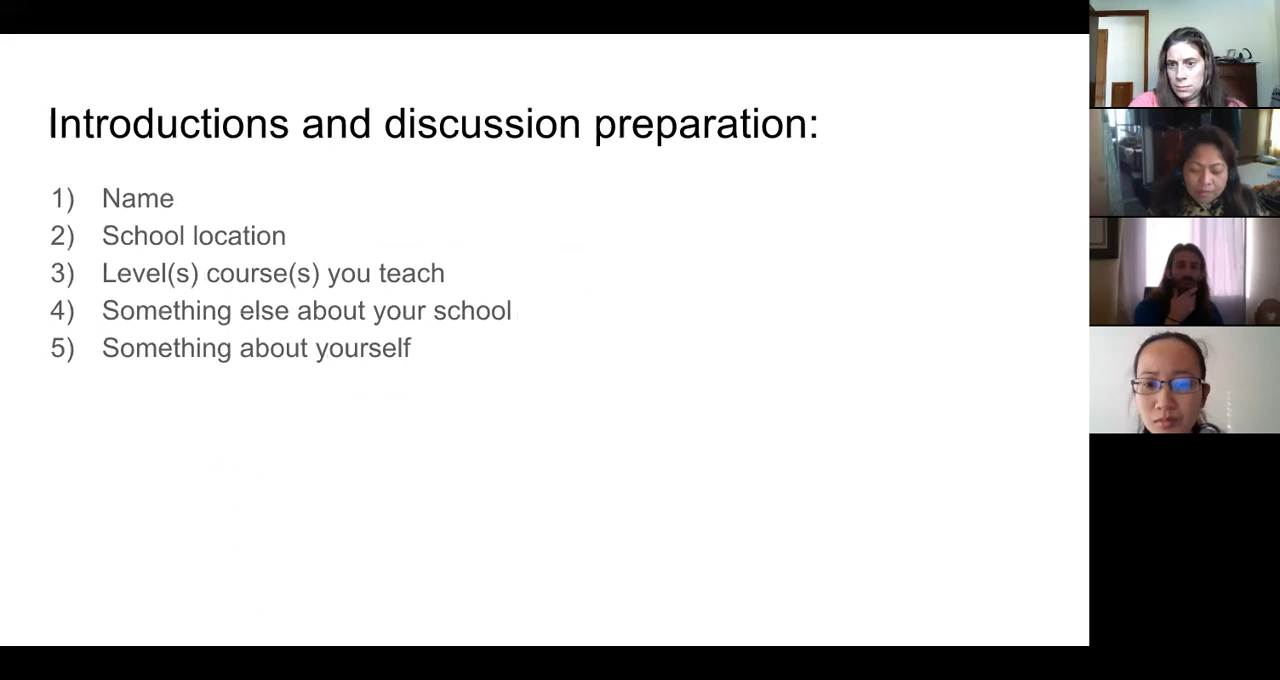 Introductions and discussion preparation:
1) Name
2) School location
3) Level(s) course(s) you teach
4) Something else about your school
5) Something about yourself